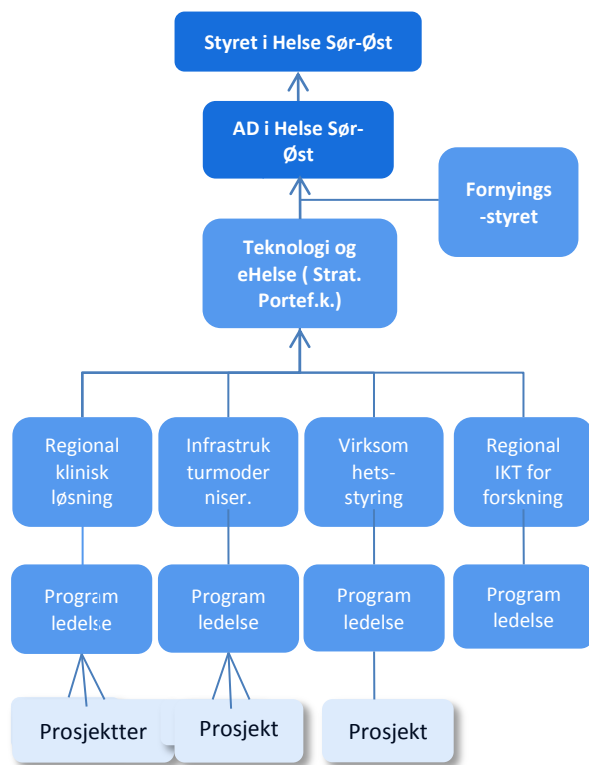 Styret i Helse Sør-Øst
AD i Helse Sør-
Øst
Fornyings
-styret
Teknologi og
eHelse ( Strat.
Portef.k.)
Regional
klinisk
løsning
Infrastruk
turmoder
niser.
Virksom
hets-
styring
Regional
IKT for
forskning
Program
ledelse
Program
ledelse
Program
ledelse
Program
ledelse
Prosjektter
Prosjekt
Prosjekt